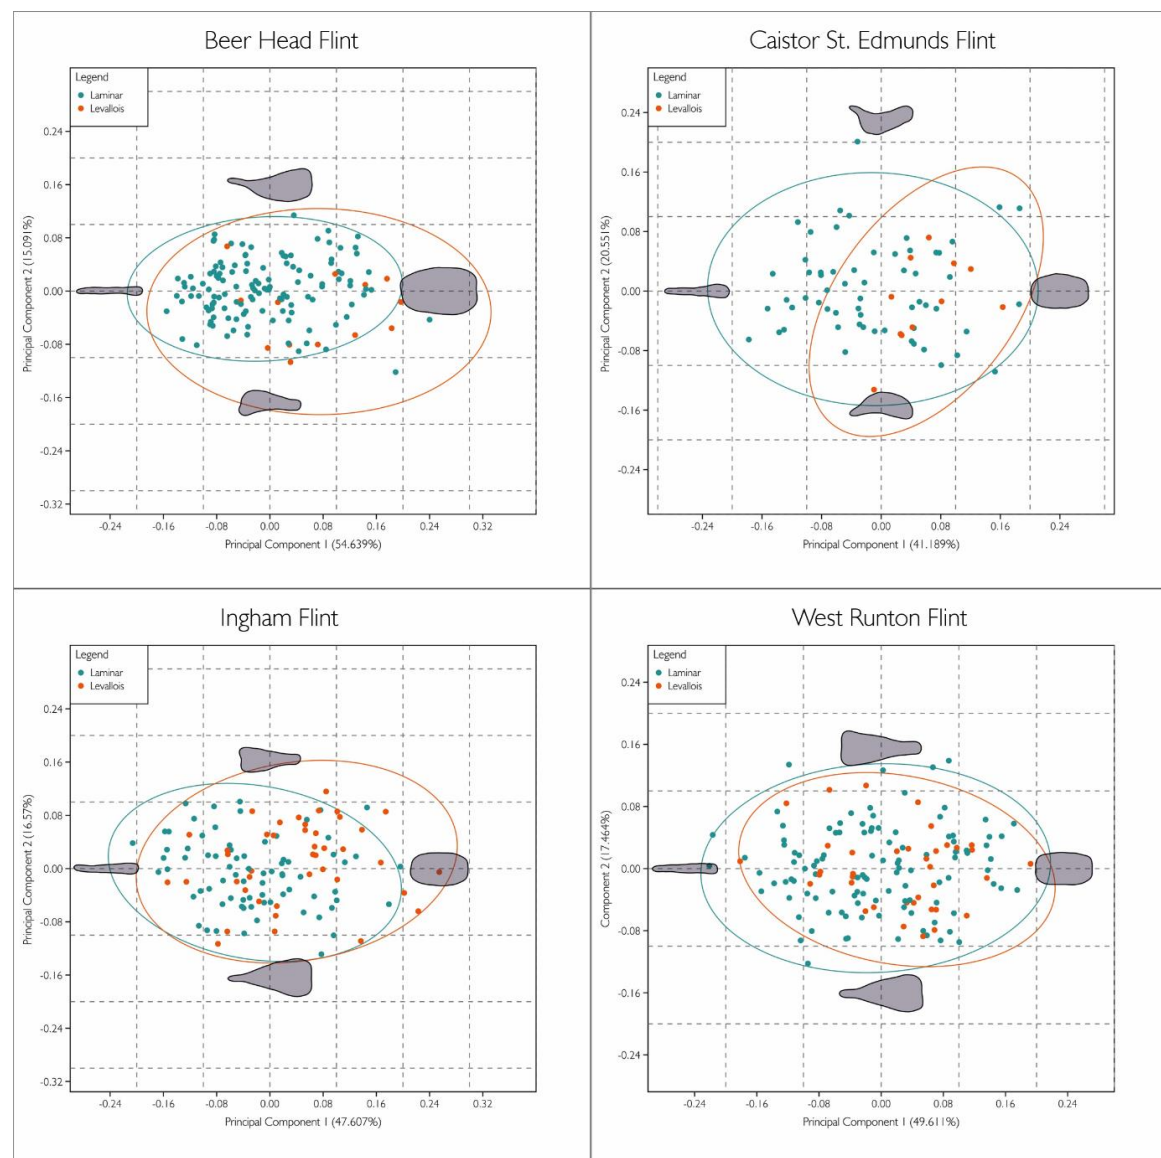 Beer Head Flint
Legend
Laminar
Levallois
0.24
0.16
0.08
0.00
-0.08
-0.16
-0.24
-0.32
Principal Component 2 (15.091%)
-0.24 -0.16 -0.08 0.00 0.08 0.16 0.24 0.32
Principal Component 1 (54.639%)
Caistor St. Edmunds Flint
Legend
Laminar
Levallois
0.24
0.16
0.08
0.00
-0.08
-0.16
-0.24
Principal Component 2 (20.551%)
-0.24 -0.16 -0.08 0.00 0.08 0.16 0.24
Principal Component 1 (41.189%)
Ingham Flint
Legend
Laminar
Levallois
0.24
0.16
0.08
0.00
-0.08
-0.16
-0.24
-0.32
Principal Component 2 (16.57%)
-0.24 -0.16 -0.08 0.00 0.08 0.16 0.24 0.32
Principal Component 1 (47.607%)
West Runton Flint
Legend
Laminar
Levallois
0.24
0.16
0.08
0.00
-0.08
-0.16
-0.24
Component 2 (17.464%)
-0.24 -0.16 -0.08 0.00 0.08 0.16 0.24
Principal Component 1 (49.611%)